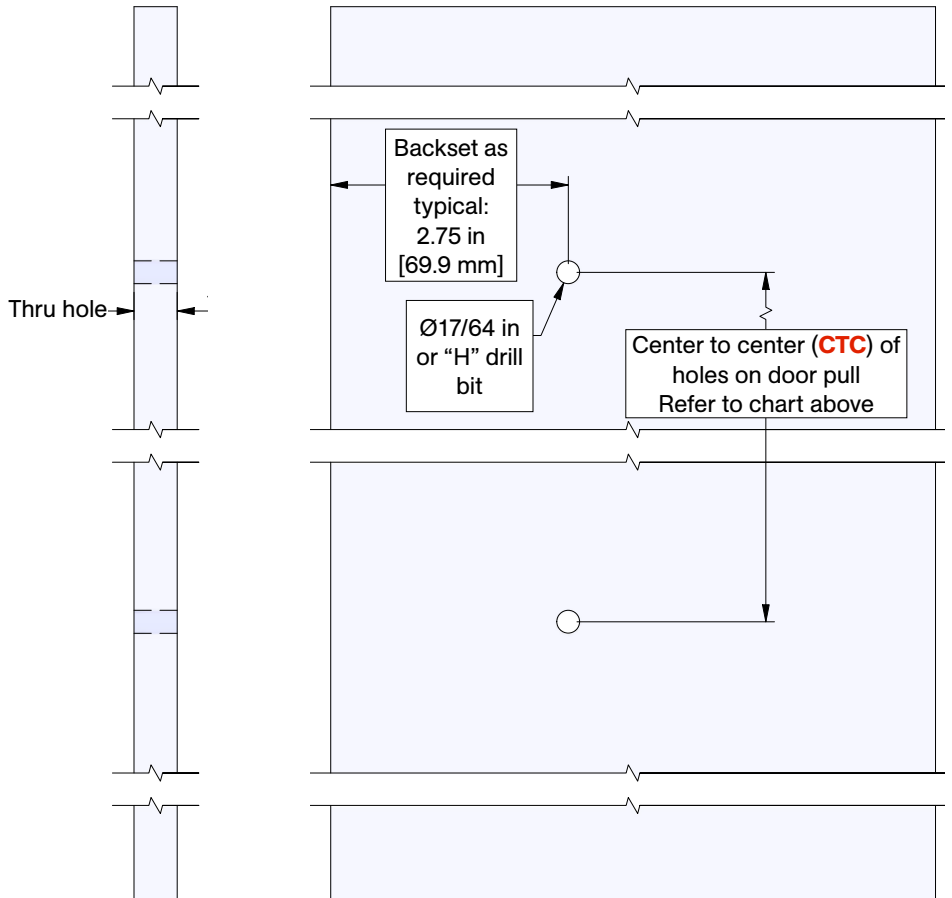 Backset as
required
typical:
2.75 in
[69.9 mm]
Thru hole
Ø17/64 in
or “H” drill
bit
Center to center (CTC) of
holes on door pull
Refer to chart above